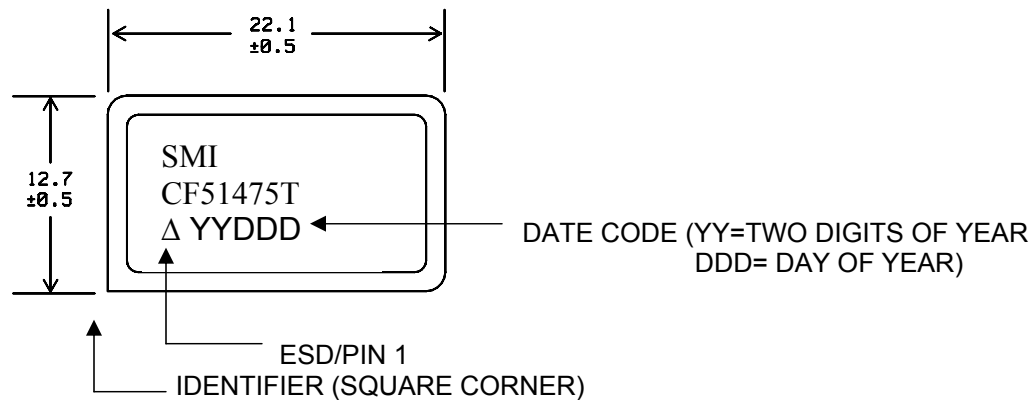 22.1
±0.5
12.7
±0.5
SMI
CF51475T
Δ YYDDD
DATE CODE (YY=TWO DIGITS OF YEAR
DDD= DAY OF YEAR)
ESD/PIN 1
IDENTIFIER (SQUARE CORNER)